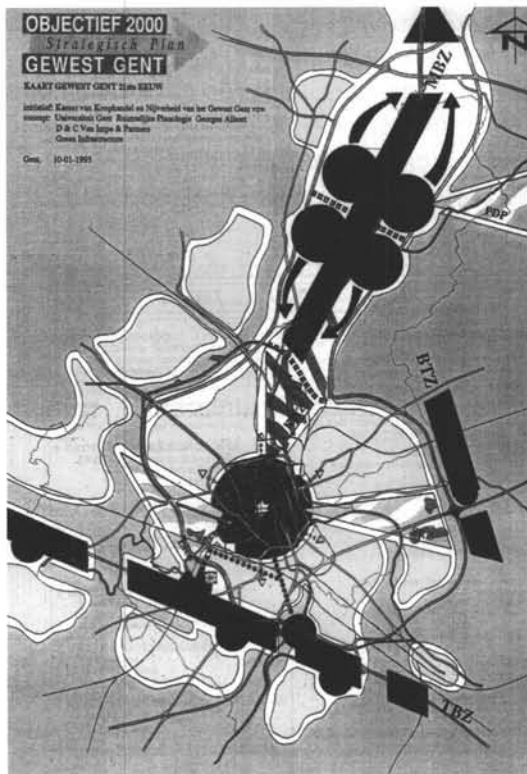 OBJECTIEF 2000
Strategisch Plan
GEWEST GENT
KAART GEWEST GENT 21ste EEUW
initiatief: Kamer van Koophandel en Nijverheid van het Gewest Gent vzw
concept: Universiteit Gent Ruimtelijke Planologie Georges Allaert
D & C Van Impe & Partners
Groen Infrastructure
Gent, 10-01-1995
N
MBZ
PDP
BTZ
TBZ